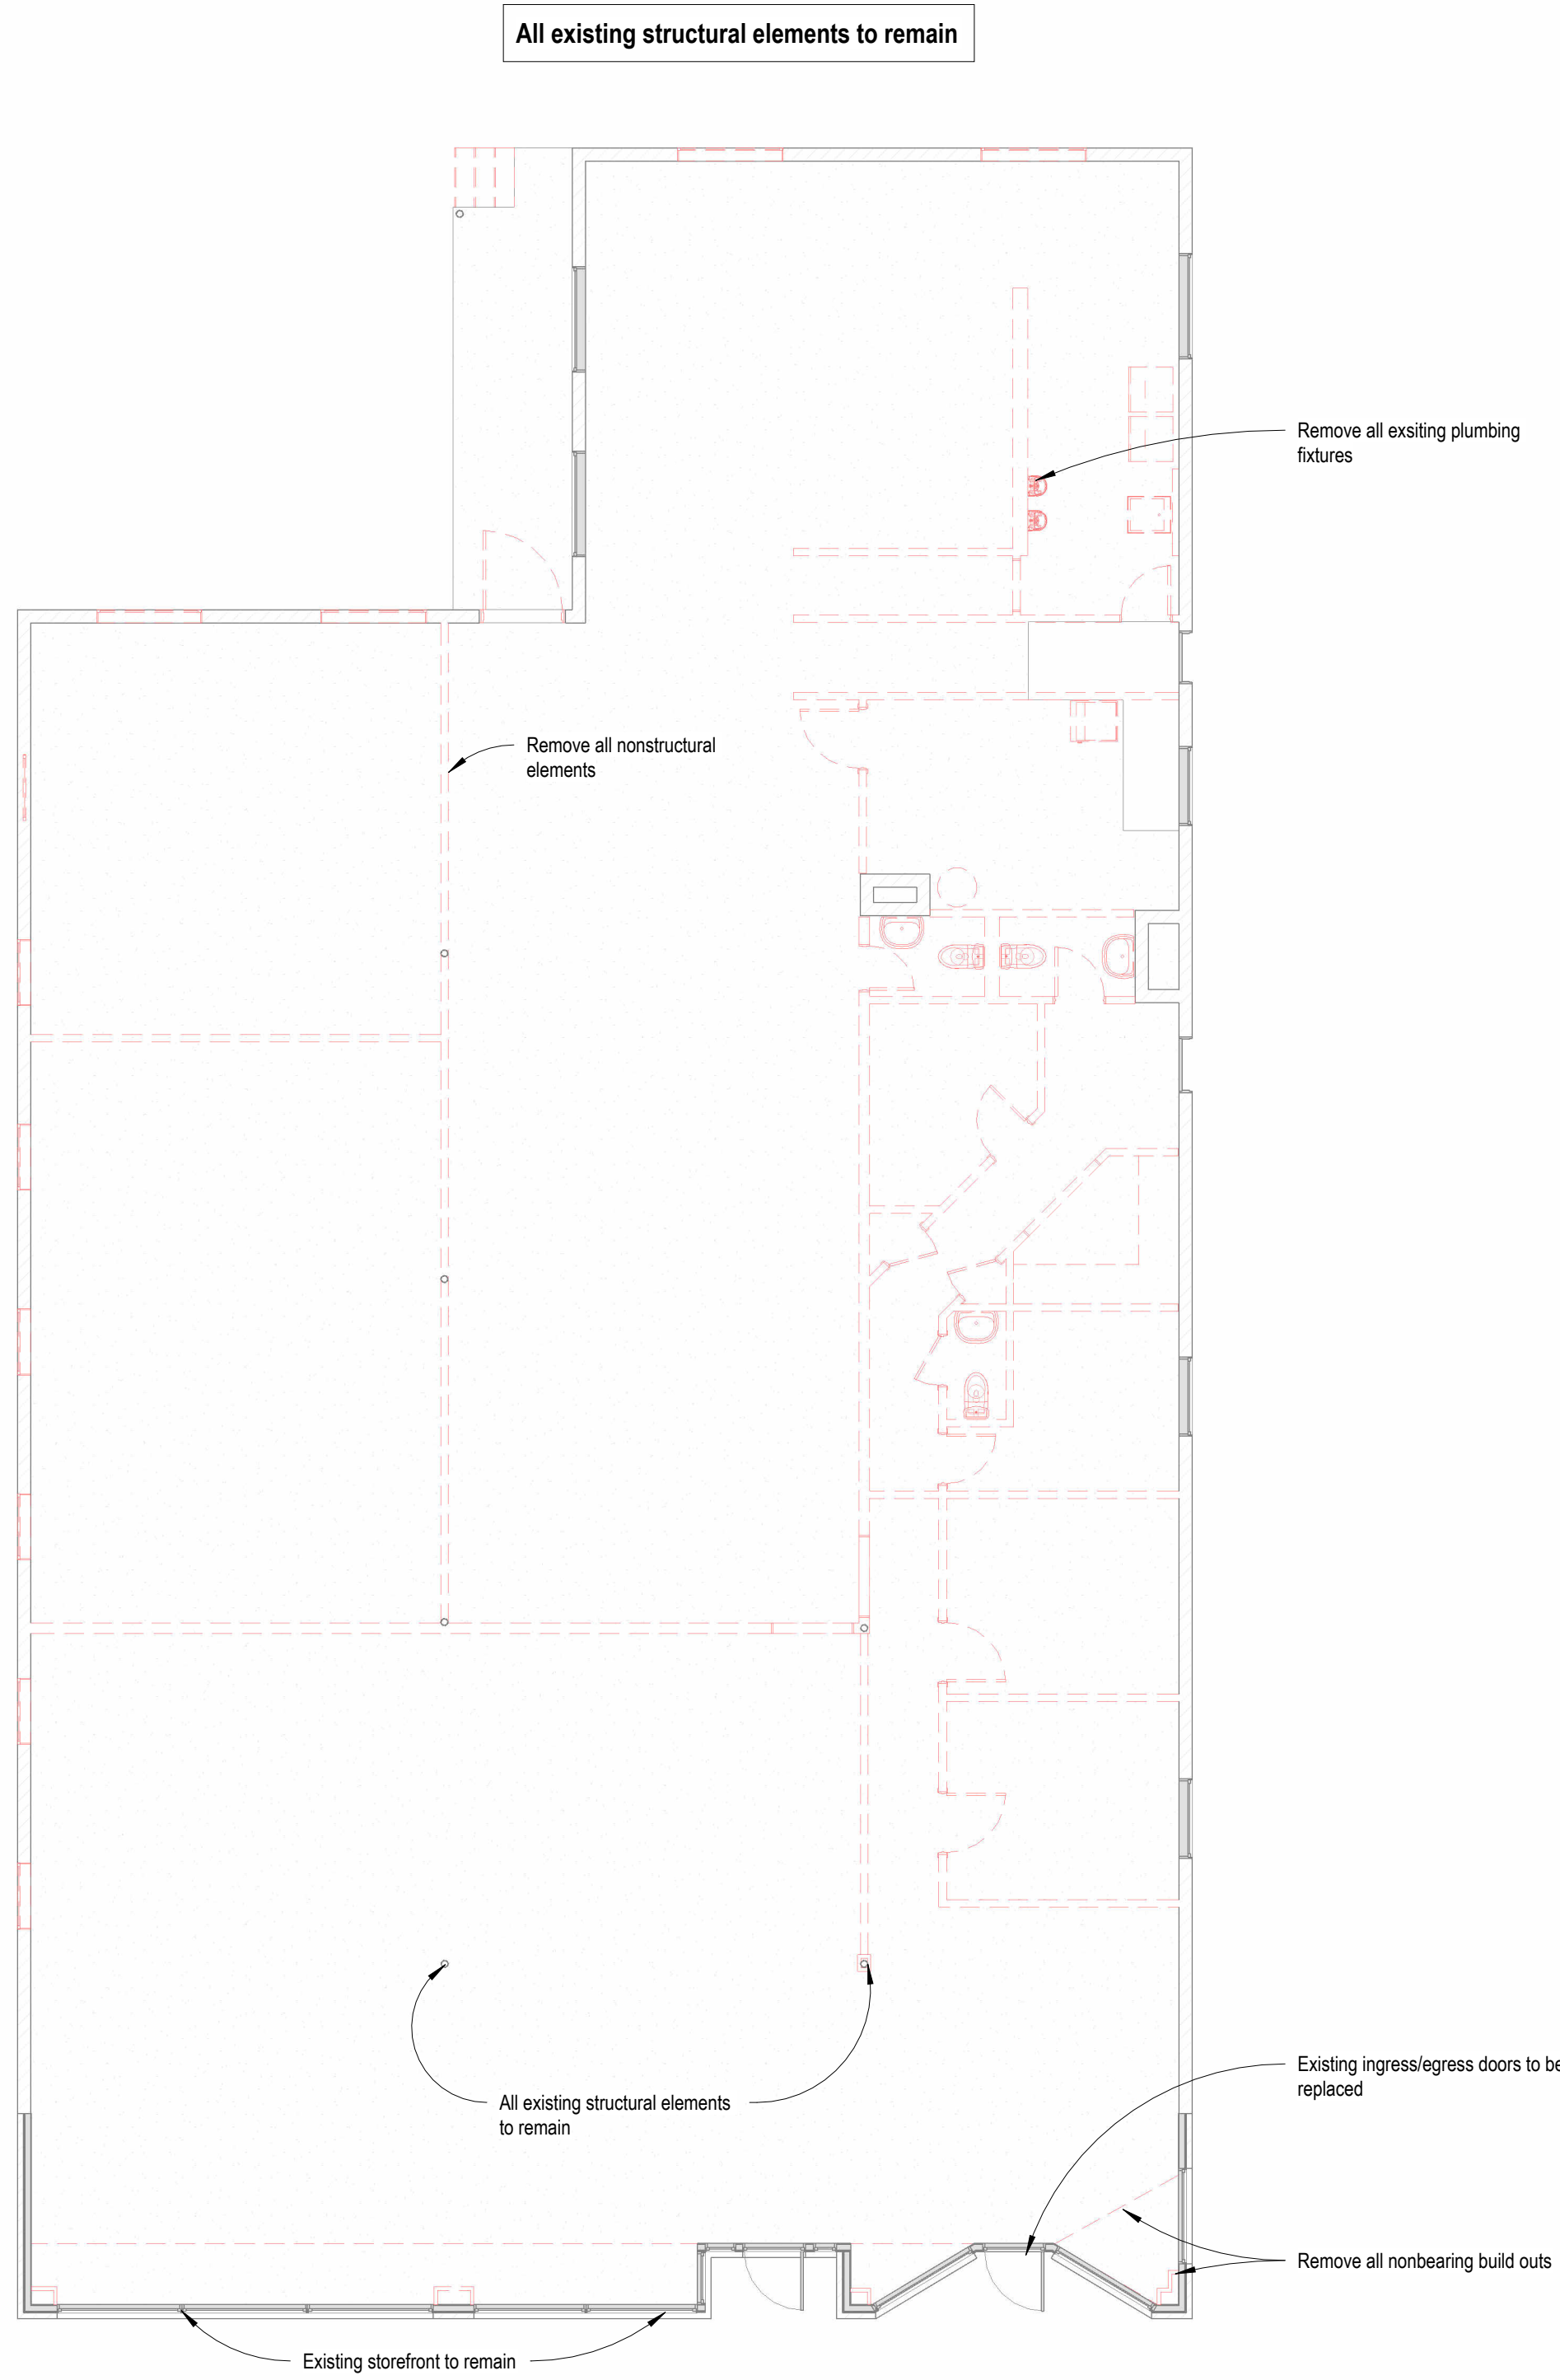 All existing structural elements to remain
Remove all exsiting plumbing
fixtures
Remove all nonstructural
elements
All existing structural elements
to remain
Existing ingress/egress doors to be
replaced
Remove all nonbearing build outs
Existing storefront to remain